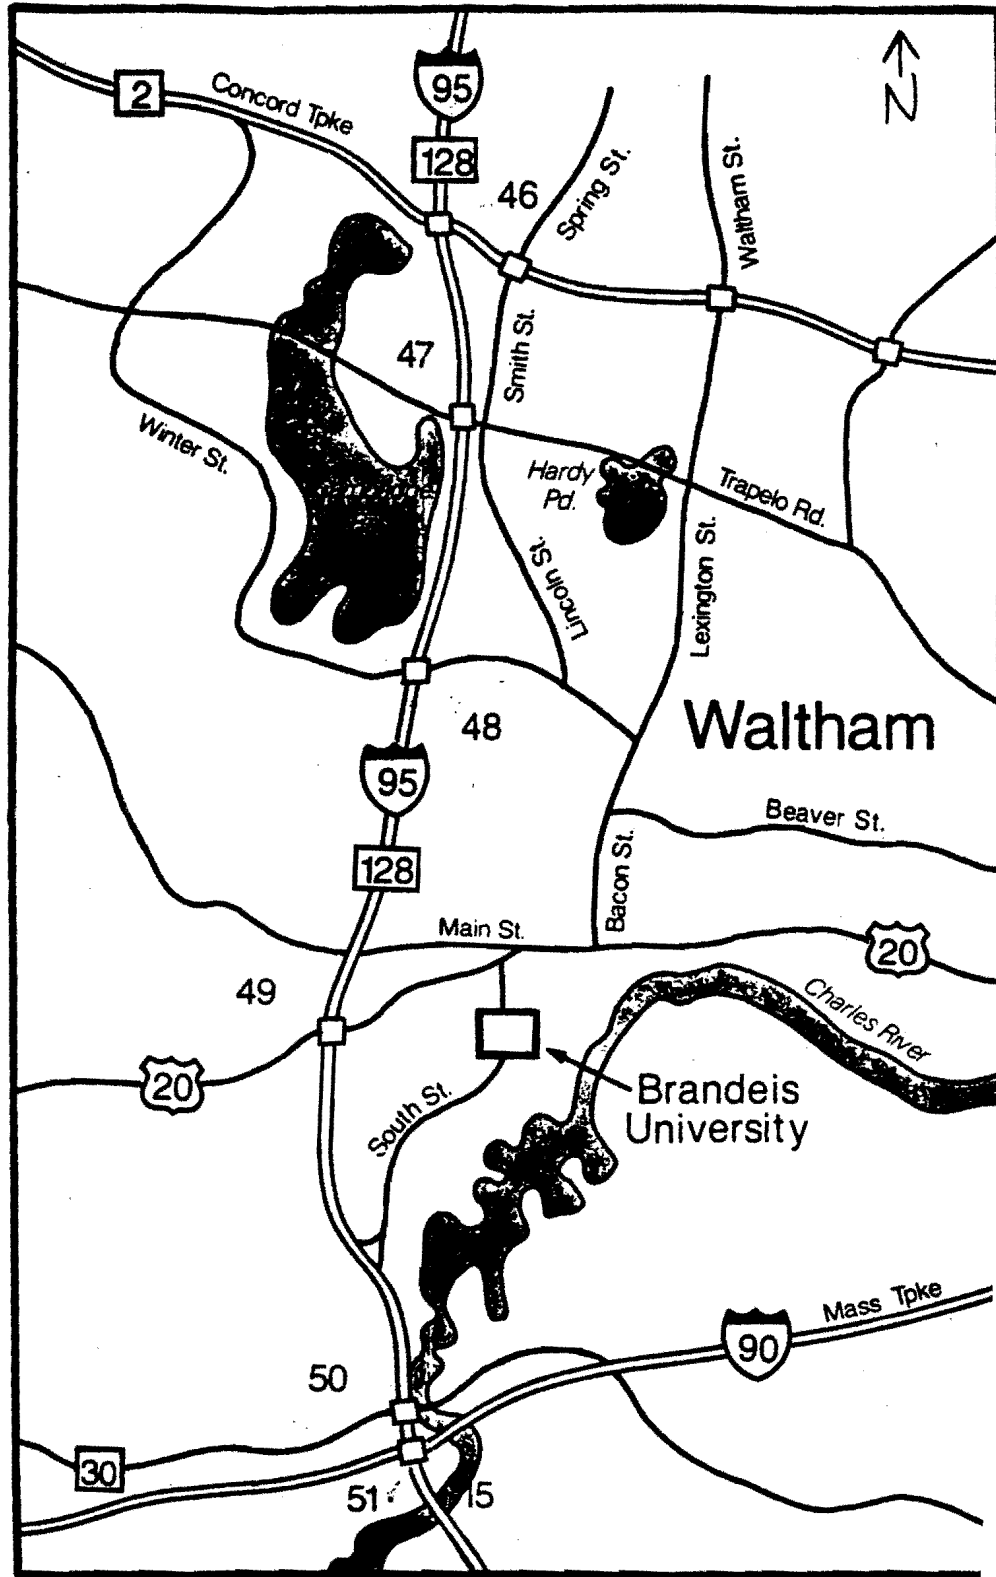 95
2
Concord Tpke
128
46
Spring St.
Waltham St.
N
47
Smith St.
Winter St.
Hardy
Pd.
Trapelo Rd.
Lincoln St.
Lexington St.
48
Waltham
95
Beaver St.
128
Bacon St.
Main St.
20
49
Charles River
20
Brandeis
University
South St.
Mass Tpke
90
50
30
51
15